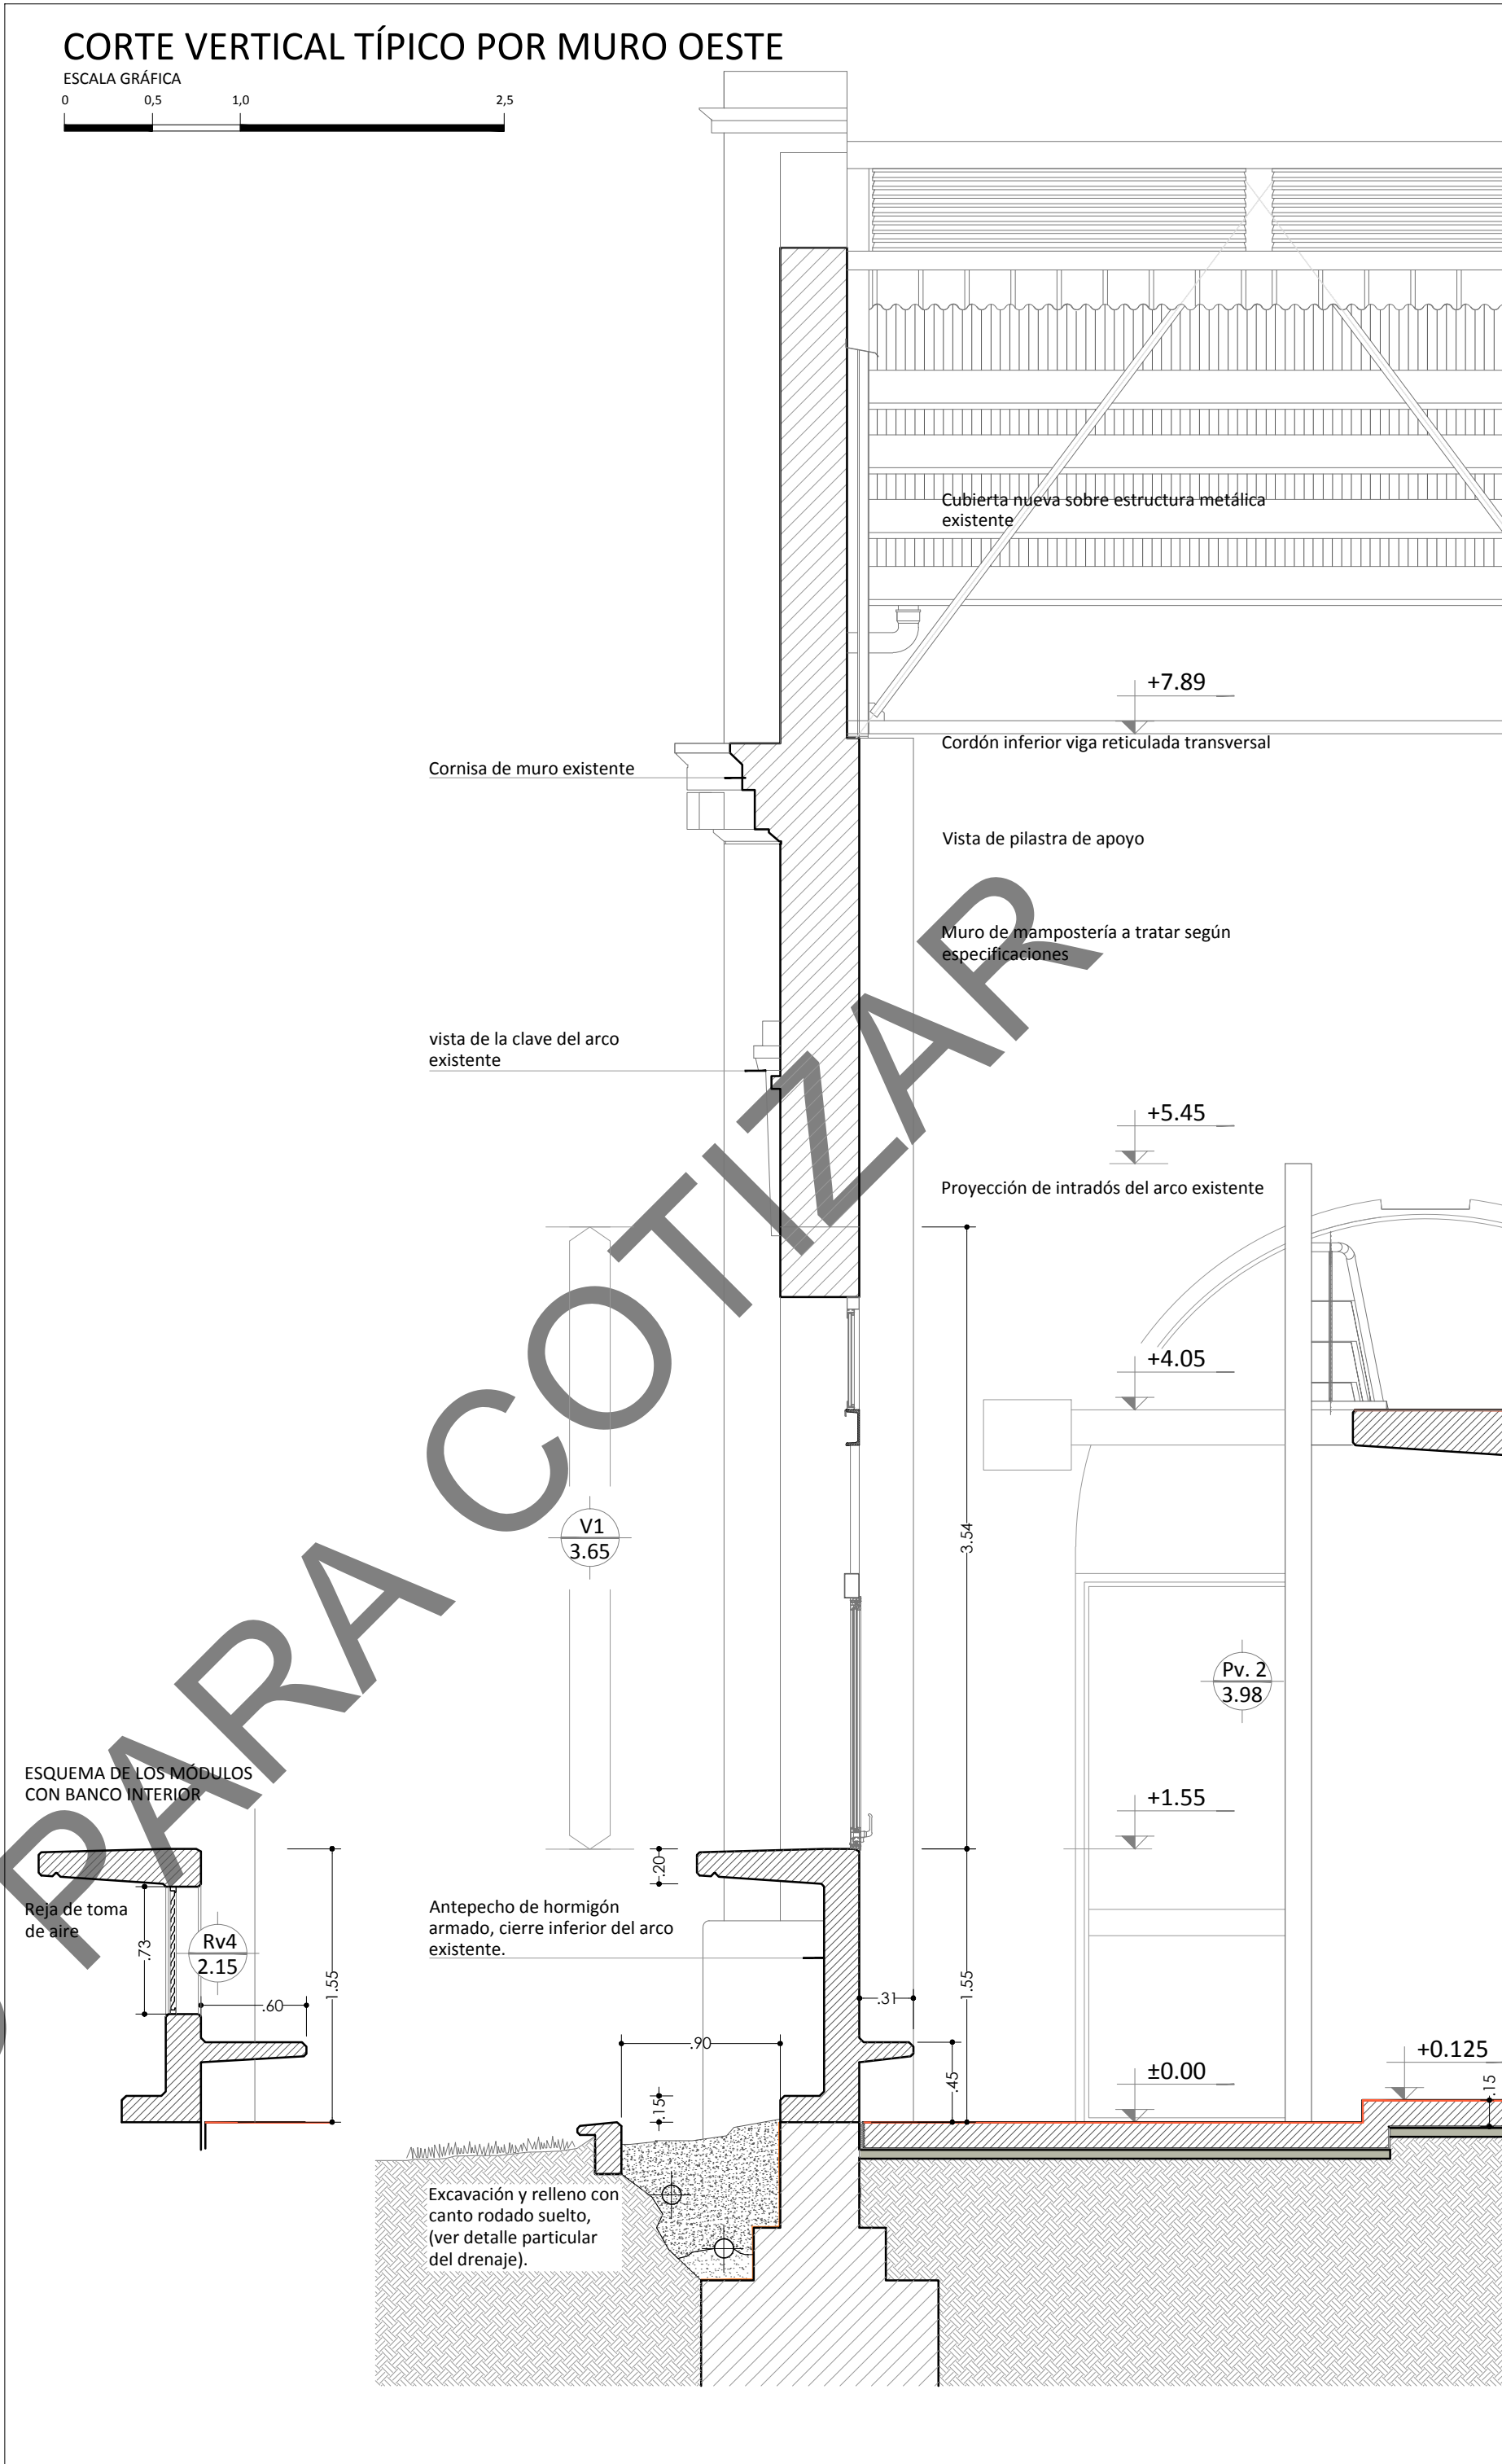 CORTE VERTICAL TÍPICO POR MURO OESTE
ESCALA GRÁFICA
0 0,5 1,0 2,5
Cubierta nueva sobre estructura metálica
existente
+7.89
Cordón inferior viga reticulada transversal
Cornisa de muro existente
Vista de pilastra de apoyo
Muro de mampostería a tratar según
especificaciones
vista de la clave del arco
existente
+5.45
Proyección de intradós del arco existente
+4.05
V1
3.65
3.54
Pv. 2
3.98
PARA COTIZAR
ESQUEMA DE LOS MÓDULOS
CON BANCO INTERIOR
+1.55
.20
Reja de toma
de aire
.73
Rv4
2.15
.60
1.55
Antepecho de hormigón
armado, cierre inferior del arco
existente.
.31
1.55
.90
.45
.15
±0.00
+0.125
.15
Excavación y relleno con
canto rodado suelto,
(ver detalle particular
del drenaje).